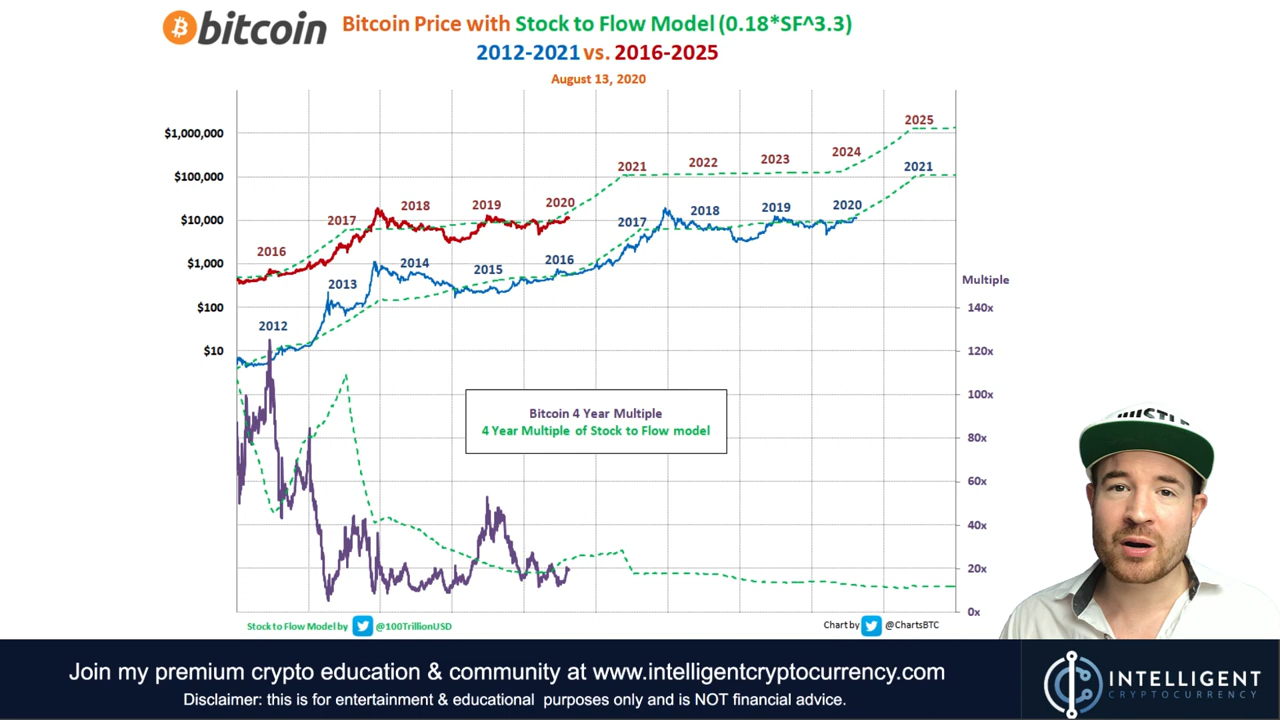 bitcoin
Bitcoin Price with Stock to Flow Model (0.18*SF^3.3)
2012-2021 vs. 2016-2025
August 13, 2020
$1,000,000
$100,000
$10,000
$1,000
$100
$10
2016
2017
2018
2019
2020
2021
2022
2023
2024
2025
2012
2013
2014
2015
2016
2017
2018
2019
2020
2021
Multiple
140x
120x
100x
80x
60x
40x
20x
0x
Bitcoin 4 Year Multiple
4 Year Multiple of Stock to Flow model
Stock to Flow Model by @100TrillionUSD
Chart by @ChartsBTC
Join my premium crypto education & community at www.intelligentcryptocurrency.com
Disclaimer: this is for entertainment & educational purposes only and is NOT financial advice.
INTELLIGENT
CRYPTOCURRENCY